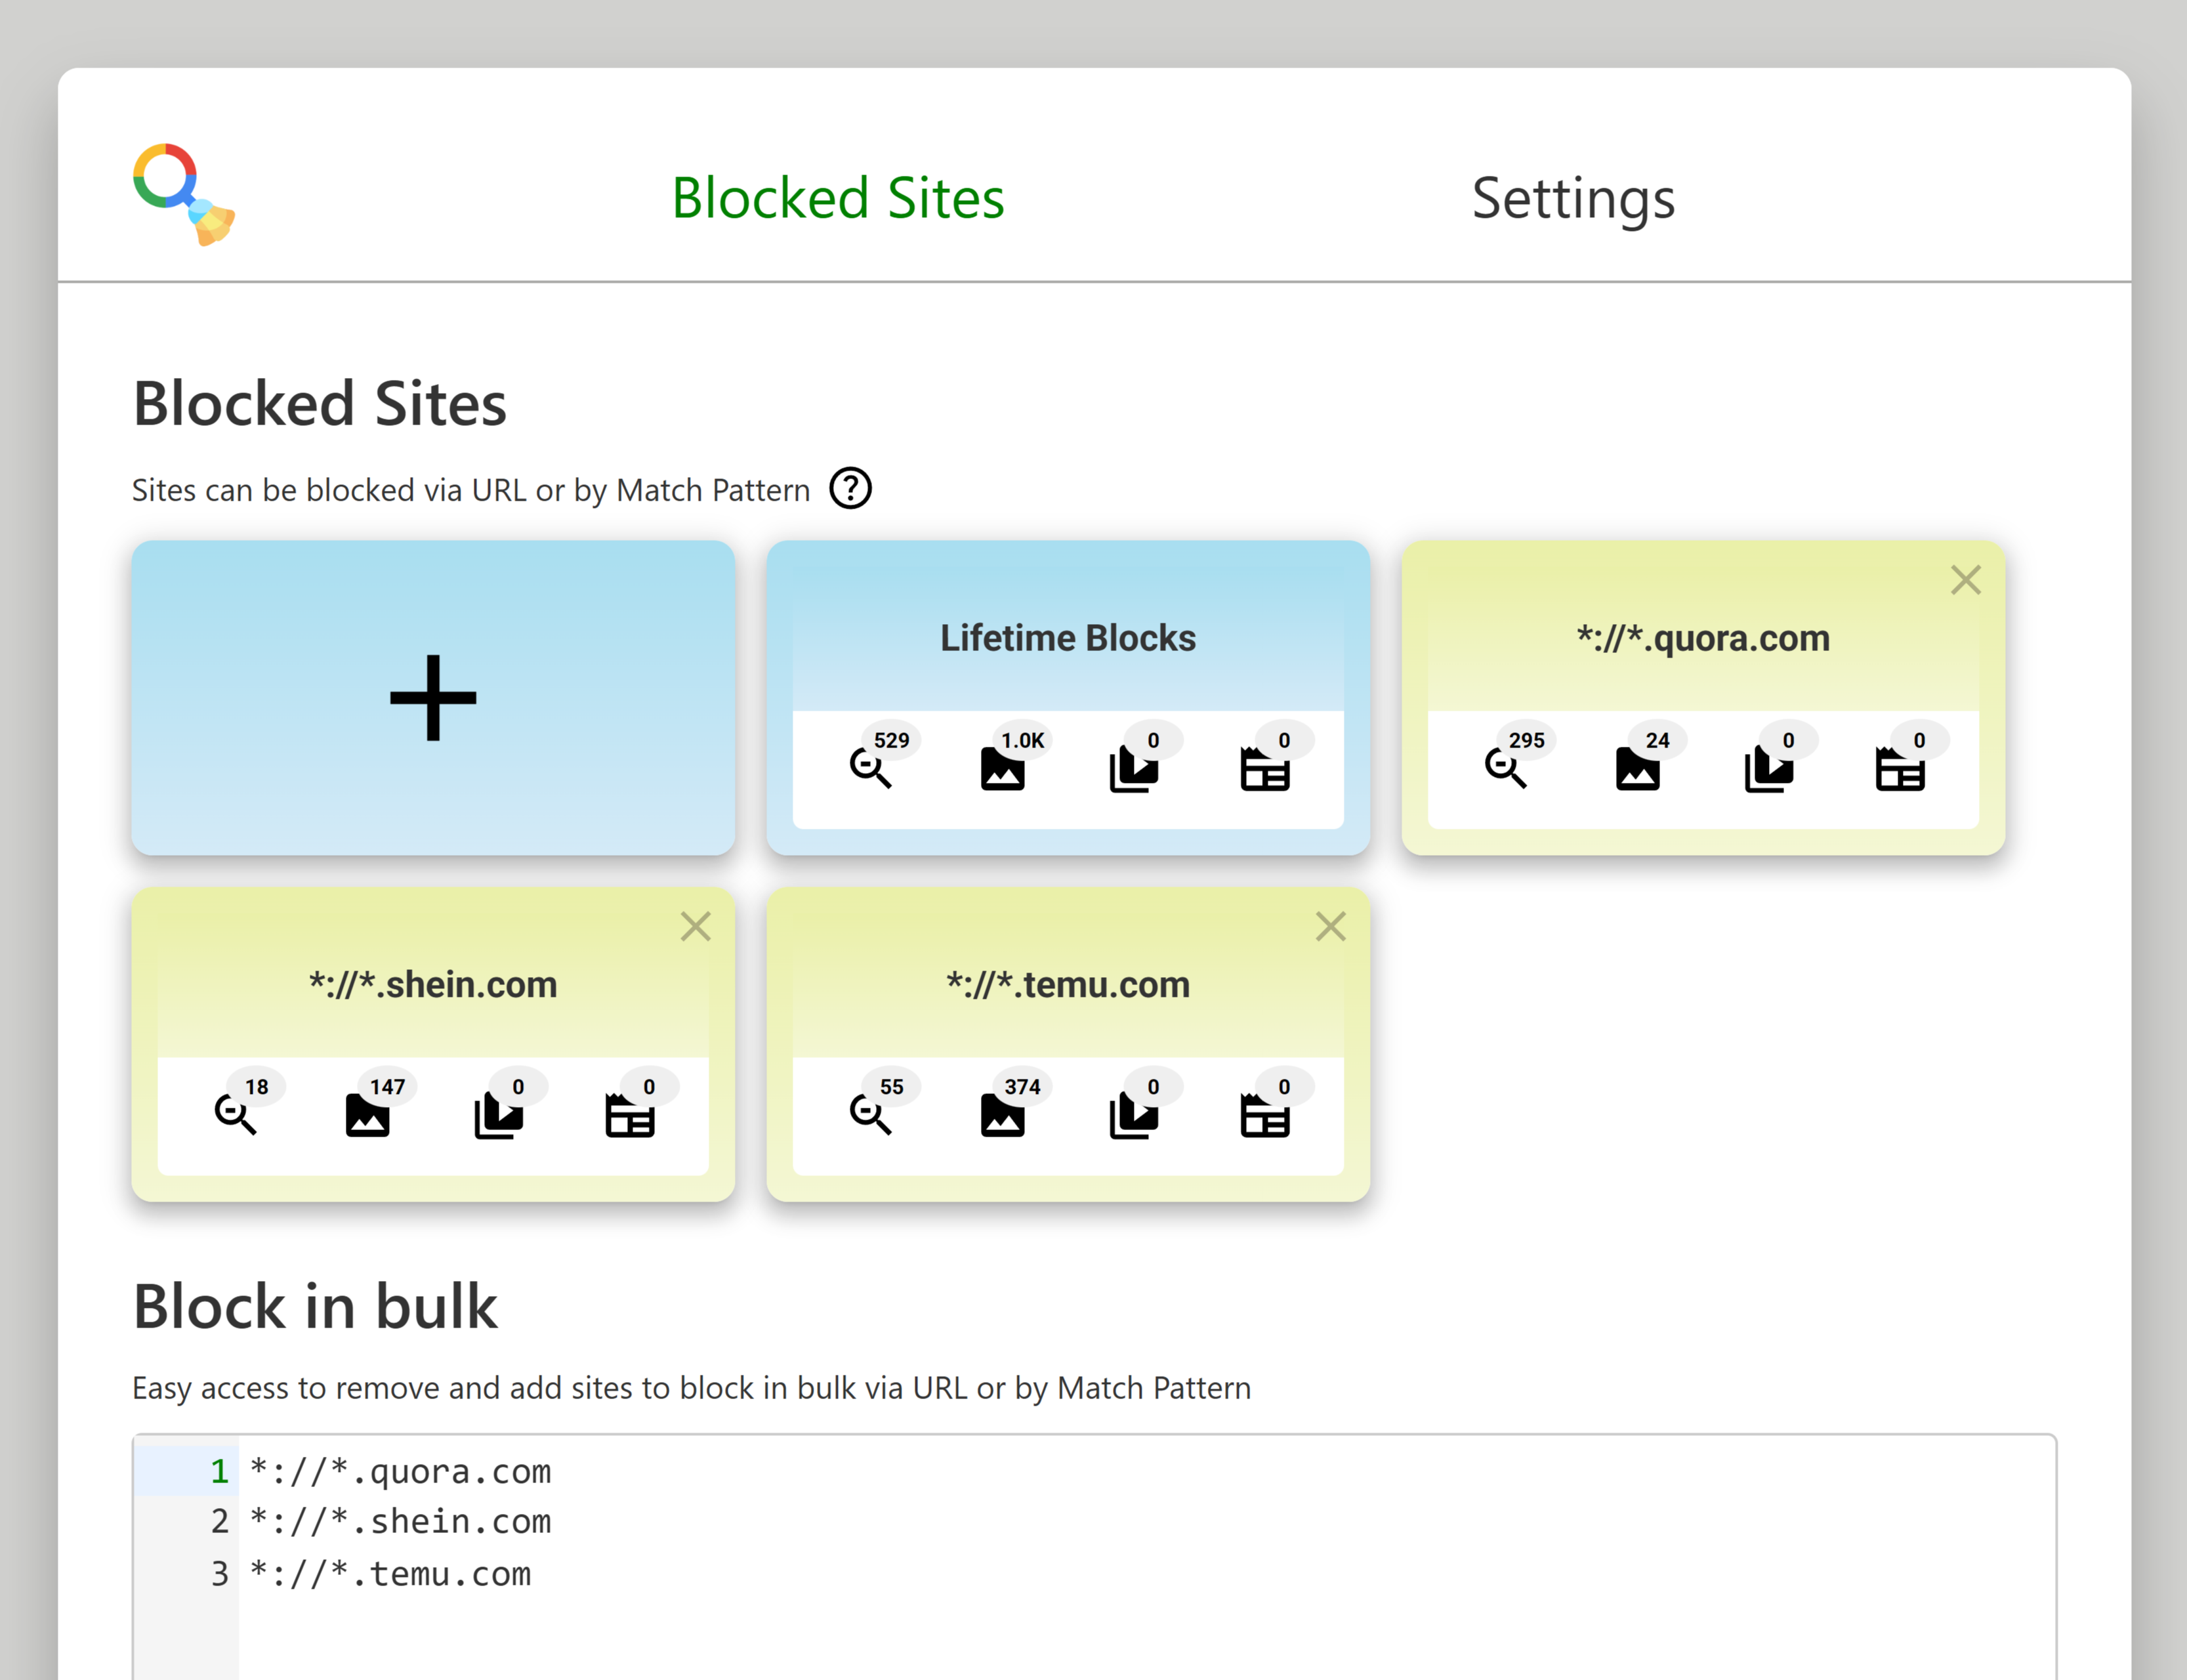 Blocked Sites
Settings
Blocked Sites
Sites can be blocked via URL or by Match Pattern ?
Lifetime Blocks
529 1.0K 0 0
*://*.quora.com
295 24 0 0
*://*.shein.com
18 147 0 0
*://*.temu.com
55 374 0 0
Block in bulk
Easy access to remove and add sites to block in bulk via URL or by Match Pattern
1 *://*.quora.com
2 *://*.shein.com
3 *://*.temu.com